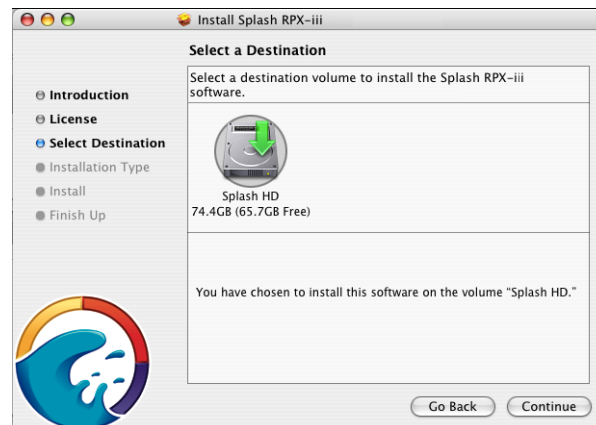 Install Splash RPX-iii
Select a Destination
Introduction
License
Select Destination
Installation Type
Install
Finish Up
Select a destination volume to install the Splash RPX-iii
software.
Splash HD
74.4GB (65.7GB Free)
You have chosen to install this software on the volume “Splash HD.”
Go Back
Continue